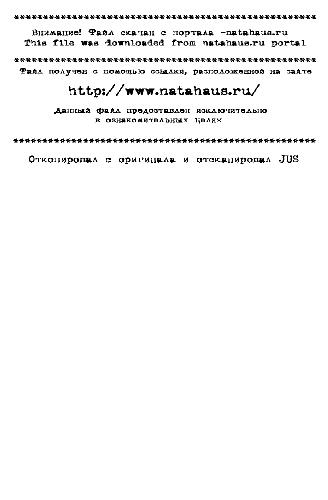 ****************************************************
Внимание! Файл скачан с портала -natahaus.ru
This file was downloaded from natahaus.ru portal
****************************************************
Файл получен с помощью ссылки, расположенной на сайте
http://www.natahaus.ru/
Данный файл предоставлен исключительно
в ознакомительных целях
****************************************************
Откопировал с оригинала и отсканировал JUS